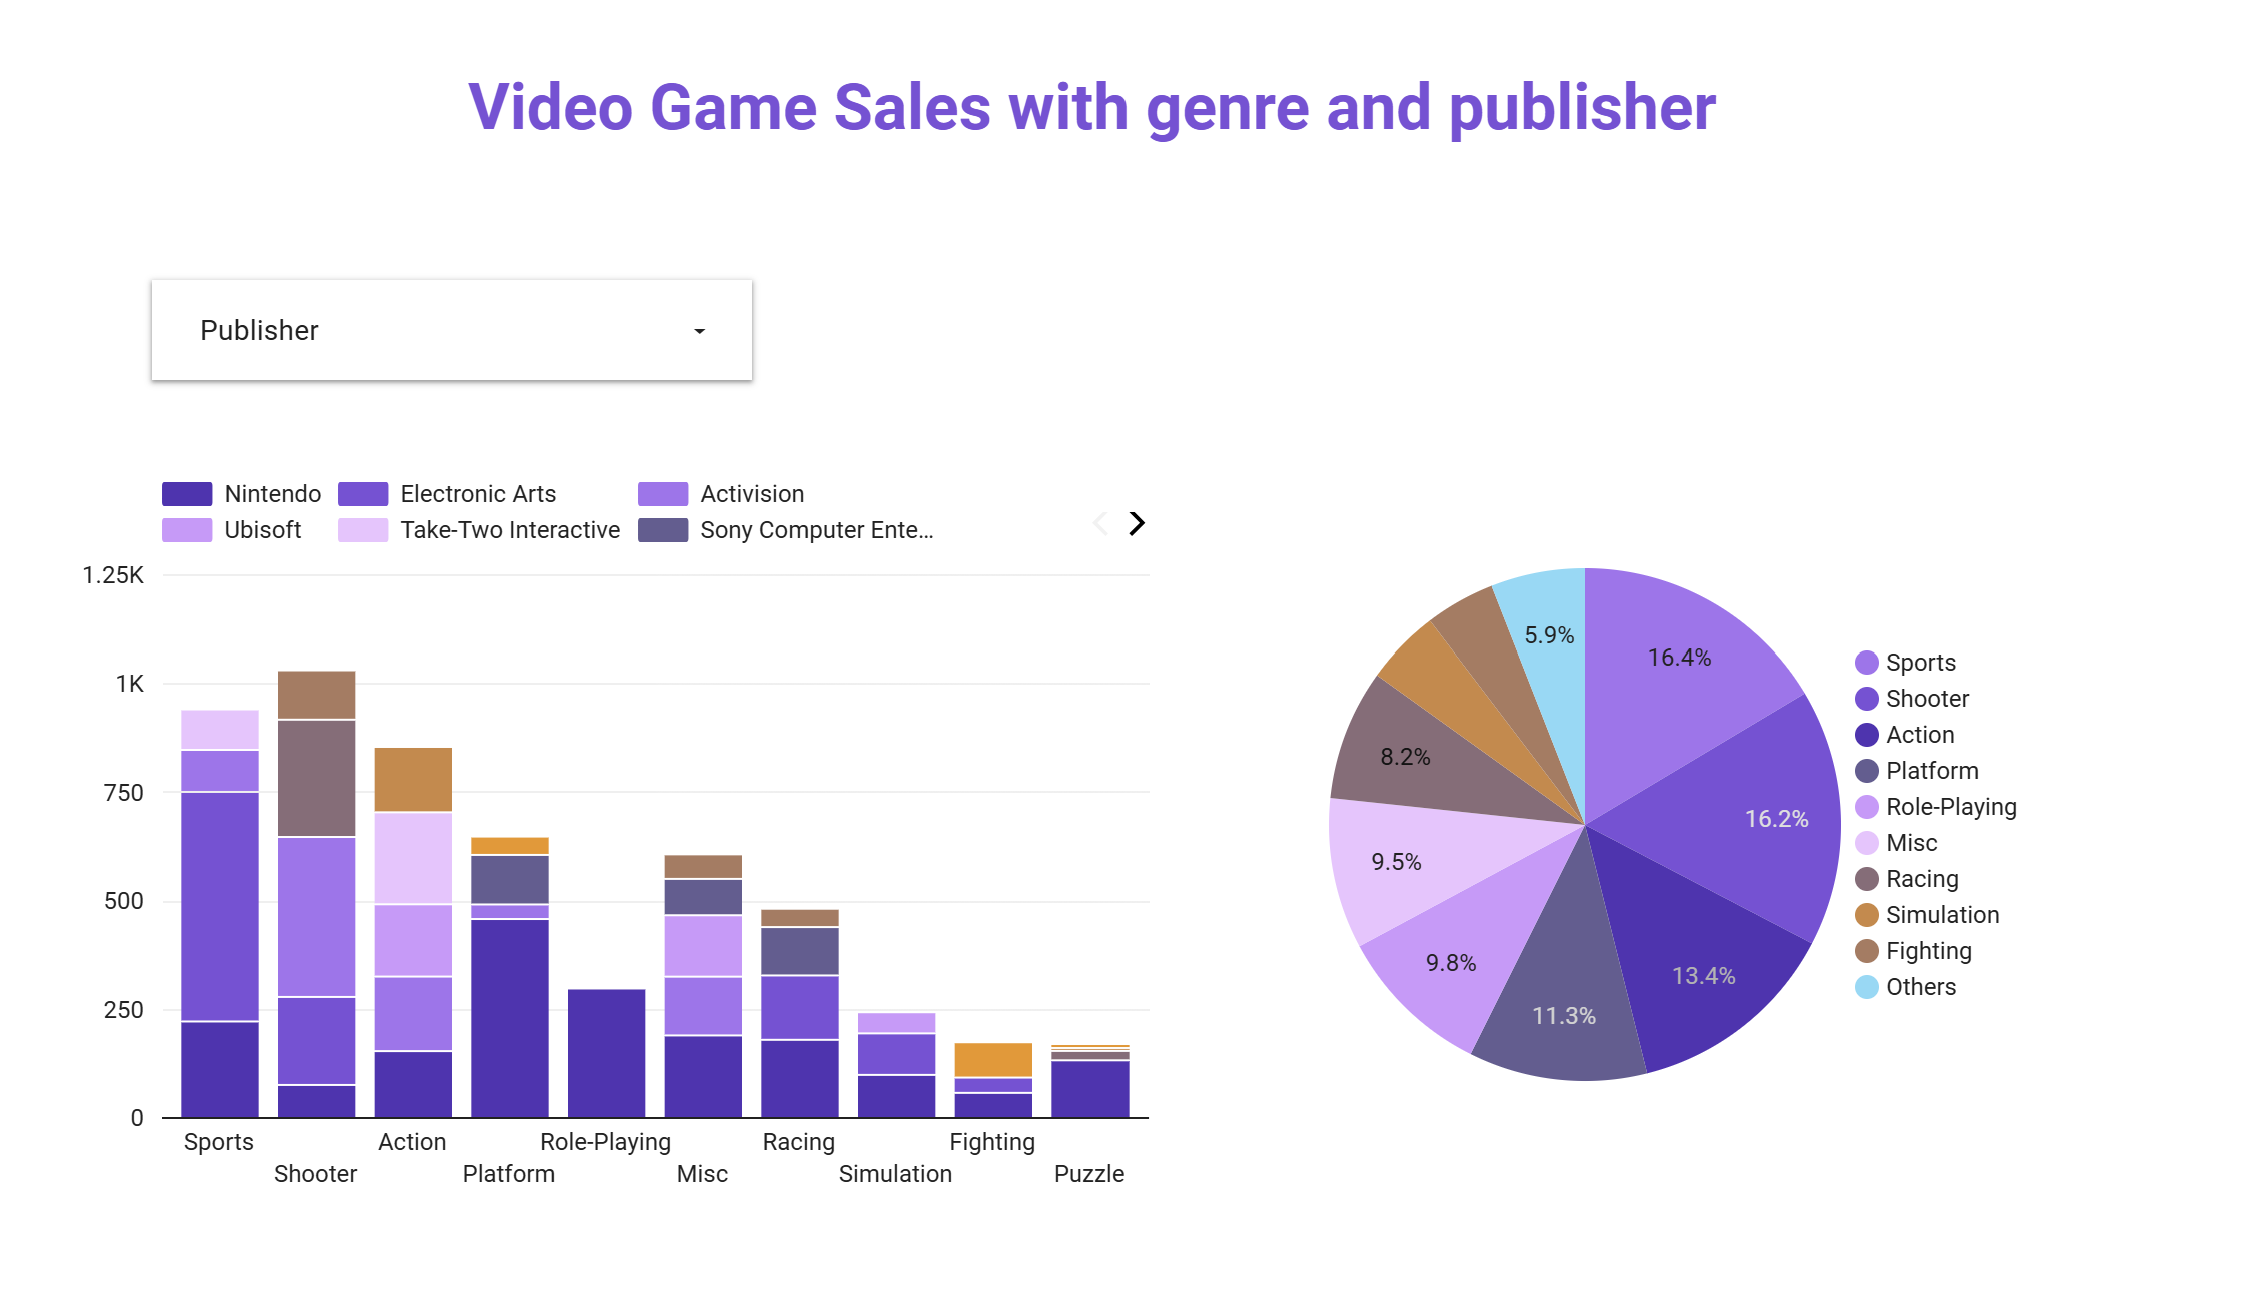 Video Game Sales with genre and publisher
Publisher
Nintendo
Electronic Arts
Activision
Ubisoft
Take-Two Interactive
Sony Computer Ente...
1.25K
1K
750
500
250
0
Sports
Shooter
Action
Platform
Role-Playing
Misc
Racing
Simulation
Fighting
Puzzle
5.9%
16.4%
8.2%
16.2%
9.5%
9.8%
13.4%
11.3%
Sports
Shooter
Action
Platform
Role-Playing
Misc
Racing
Simulation
Fighting
Others